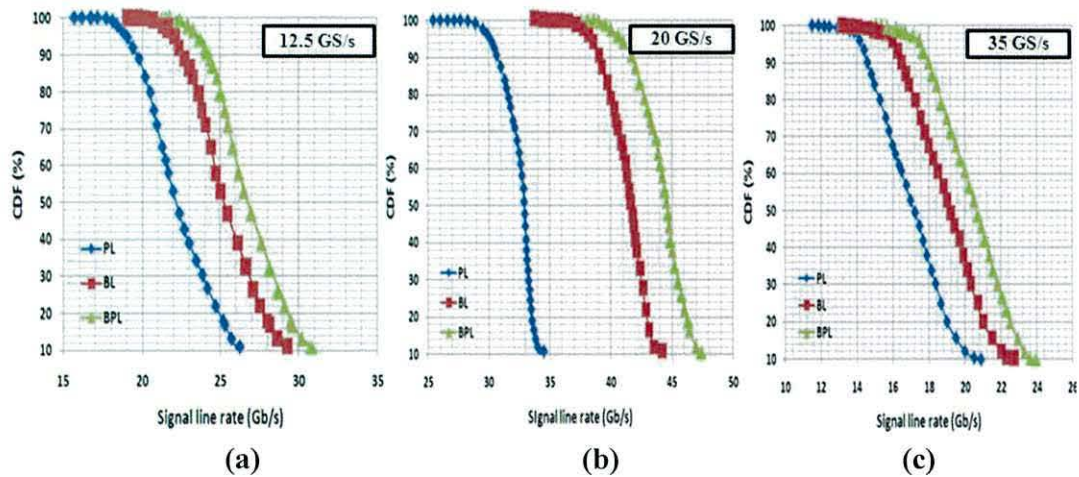 12.5 GS/s
CDF (%)
100
90
80
70
60
50
40
30
20
10
PL
BL
BPL
15 20 25 30 35
Signal line rate (Gb/s)
(a)
20 GS/s
CDF (%)
100
90
80
70
60
50
40
30
20
10
PL
BL
BPL
25 30 35 40 45 50
SIgnal line rate (Gb/s)
(b)
35 GS/s
CDF (%)
100
90
80
70
60
50
40
30
20
10
PL
BL
BPL
10 12 14 16 18 20 22 24 26
Signal line rate (Gb/s)
(c)